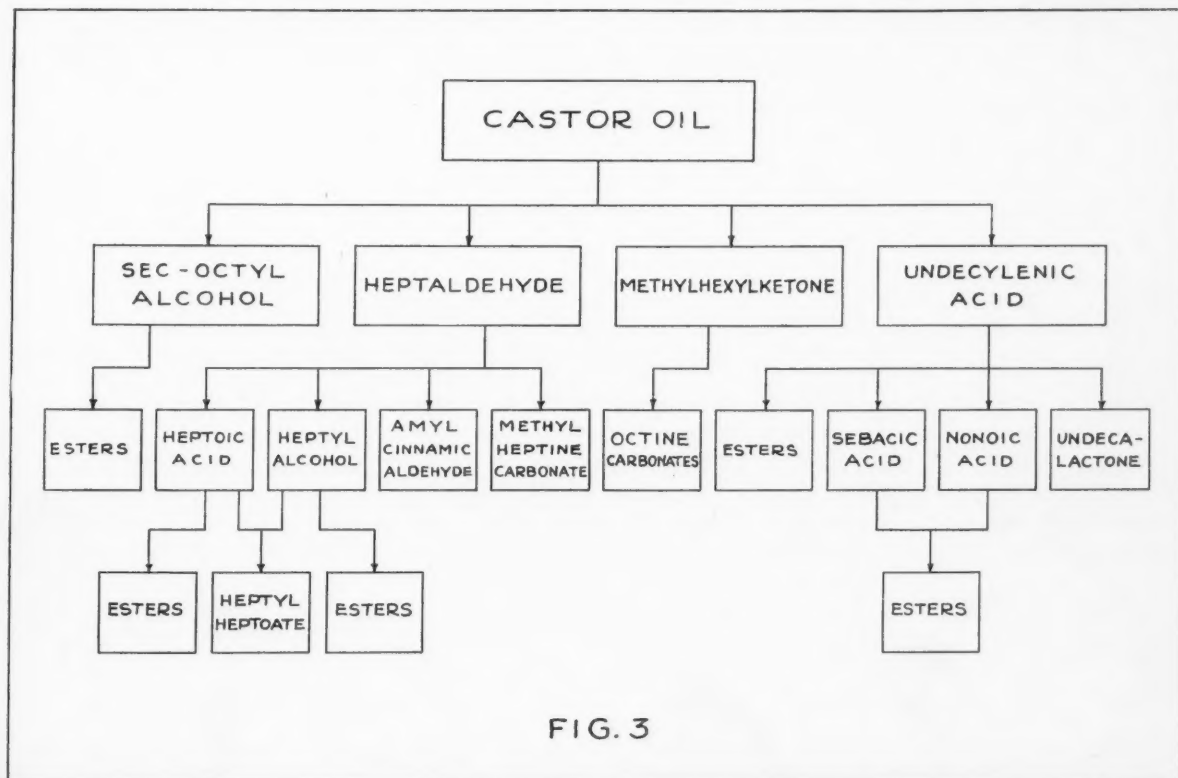 CASTOR OIL
SEC-OCTYL
ALCOHOL
HEPTALDEHYDE
METHYLHEXYLKETONE
UNDECYLENIC
ACID
ESTERS
HEPTOIC
ACID
HEPTYL
ALCOHOL
AMYL
CINNAMIC
ALDEHYDE
METHYL
HEPTINE
CARBONATE
OCTINE
CARBONATES
ESTERS
SEBACIC
ACID
NONOIC
ACID
UNDECA-
LACTONE
ESTERS
HEPTYL
HEPTOATE
ESTERS
ESTERS
FIG. 3